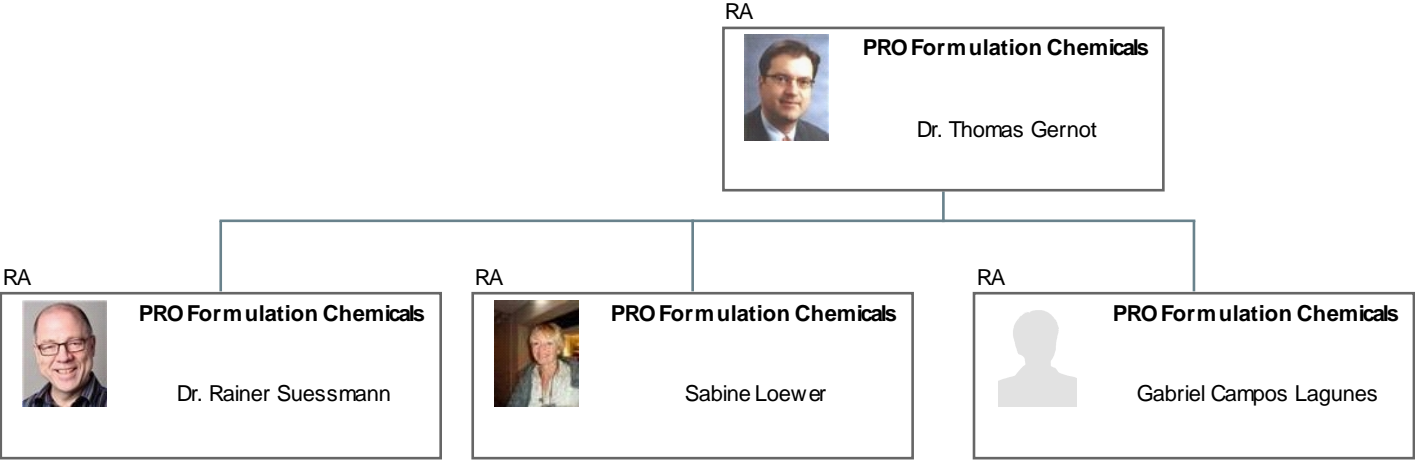 RA
PRO Formulation Chemicals
Dr. Thomas Gernot
RA
PRO Formulation Chemicals
Dr. Rainer Suessmann
RA
PRO Formulation Chemicals
Sabine Loewer
RA
PRO Formulation Chemicals
Gabriel Campos Lagunes